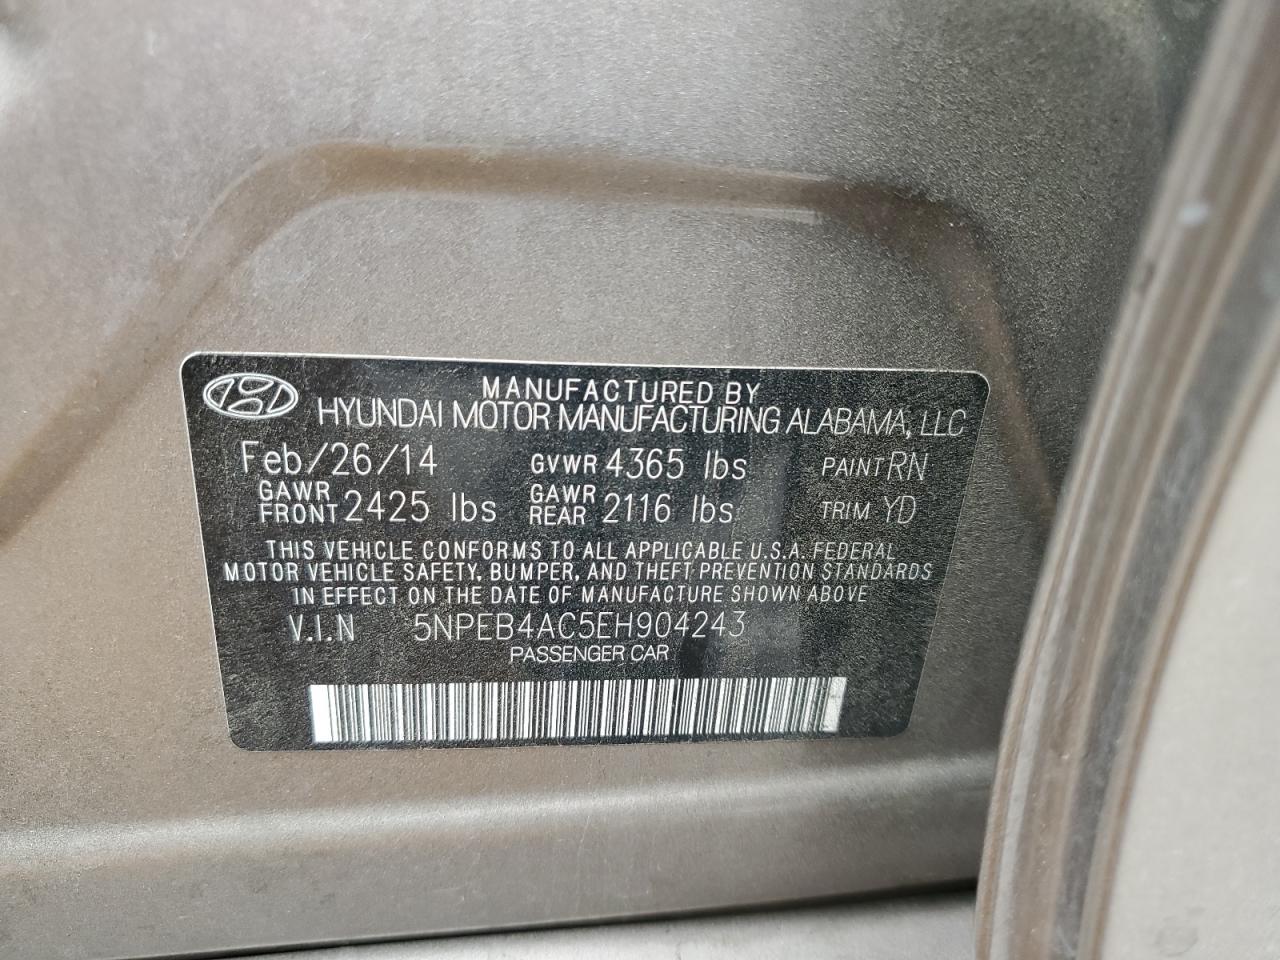 MANUFACTURED BY
HYUNDAI MOTOR MANUFACTURING ALABAMA, LLC
Feb/26/14 GVWR 4365 lbs PAINT RN
GAWR FRONT 2425 lbs GAWR REAR 2116 lbs TRIM YD
THIS VEHICLE CONFORMS TO ALL APPLICABLE U.S.A. FEDERAL
MOTOR VEHICLE SAFETY, BUMPER, AND THEFT PREVENTION STANDARDS
IN EFFECT ON THE DATE OF MANUFACTURE SHOWN ABOVE
V.I.N 5NPEB4AC5EH904243
PASSENGER CAR